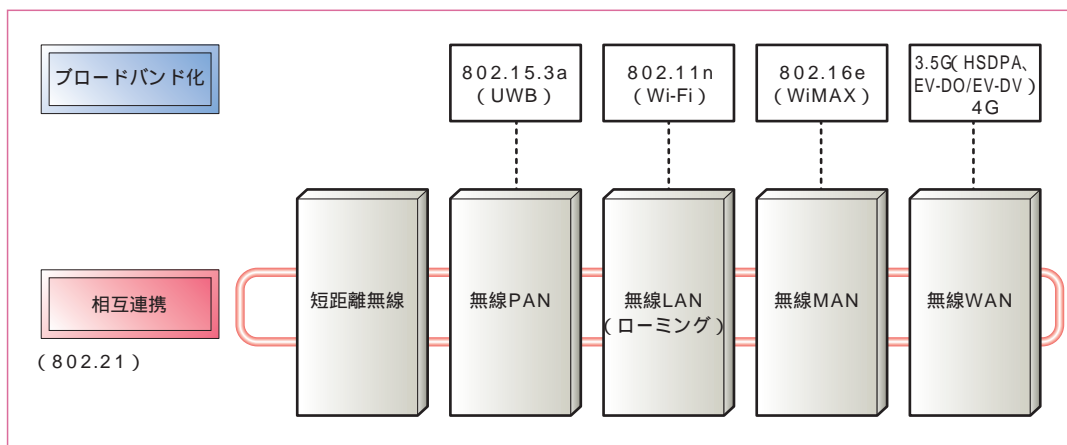 ブロードバンド化
802.15.3a
（UWB）
802.11n
（Wi-Fi）
802.16e
（WiMAX）
3.5G（HSDPA、
EV-DO/EV-DV）
4G
相互連携
（802.21）
短距離無線
無線PAN
無線LAN
（ローミング）
無線MAN
無線WAN